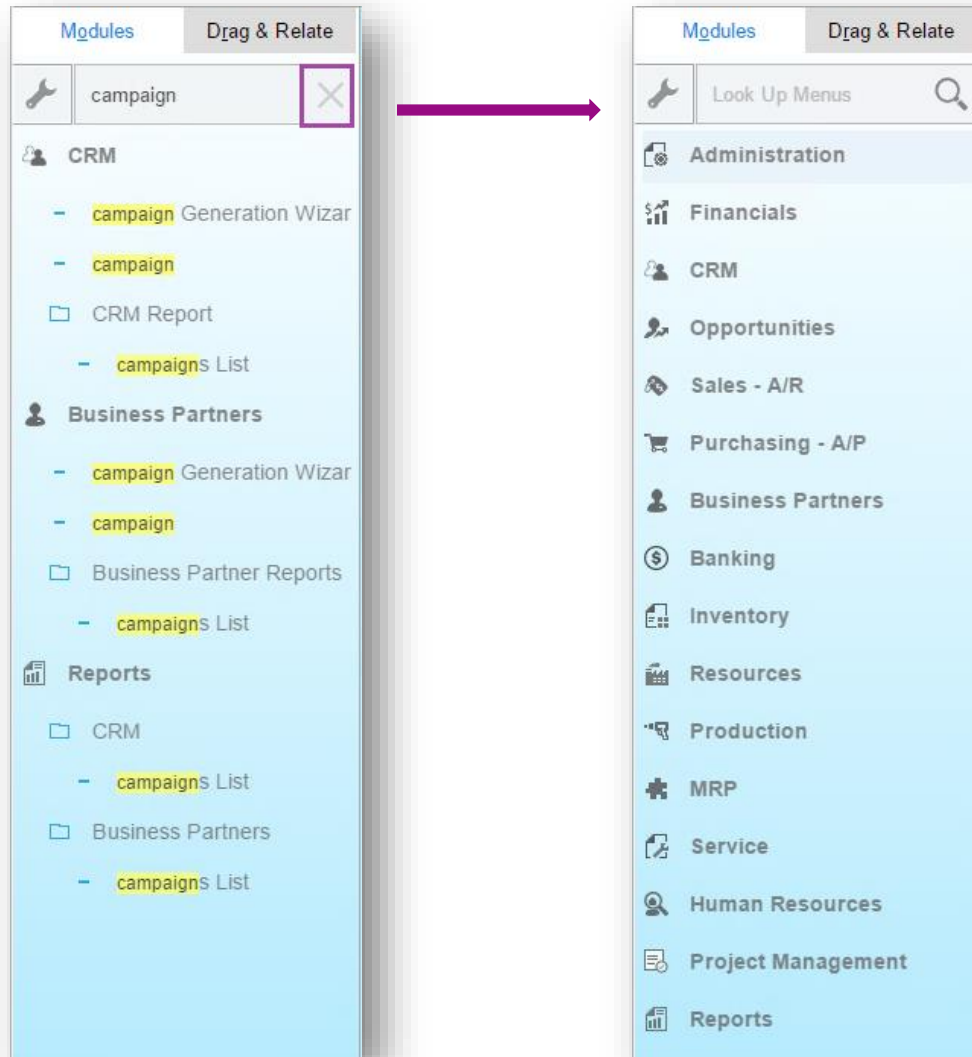 Modules Drag & Relate
campaign
CRM
campaign Generation Wizar
campaign
CRM Report
campaigns List
Business Partners
campaign Generation Wizar
campaign
Business Partner Reports
campaigns List
Reports
CRM
campaigns List
Business Partners
campaigns List
Modules Drag & Relate
Look Up Menus
Administration
Financials
CRM
Opportunities
Sales - A/R
Purchasing - A/P
Business Partners
Banking
Inventory
Resources
Production
MRP
Service
Human Resources
Project Management
Reports